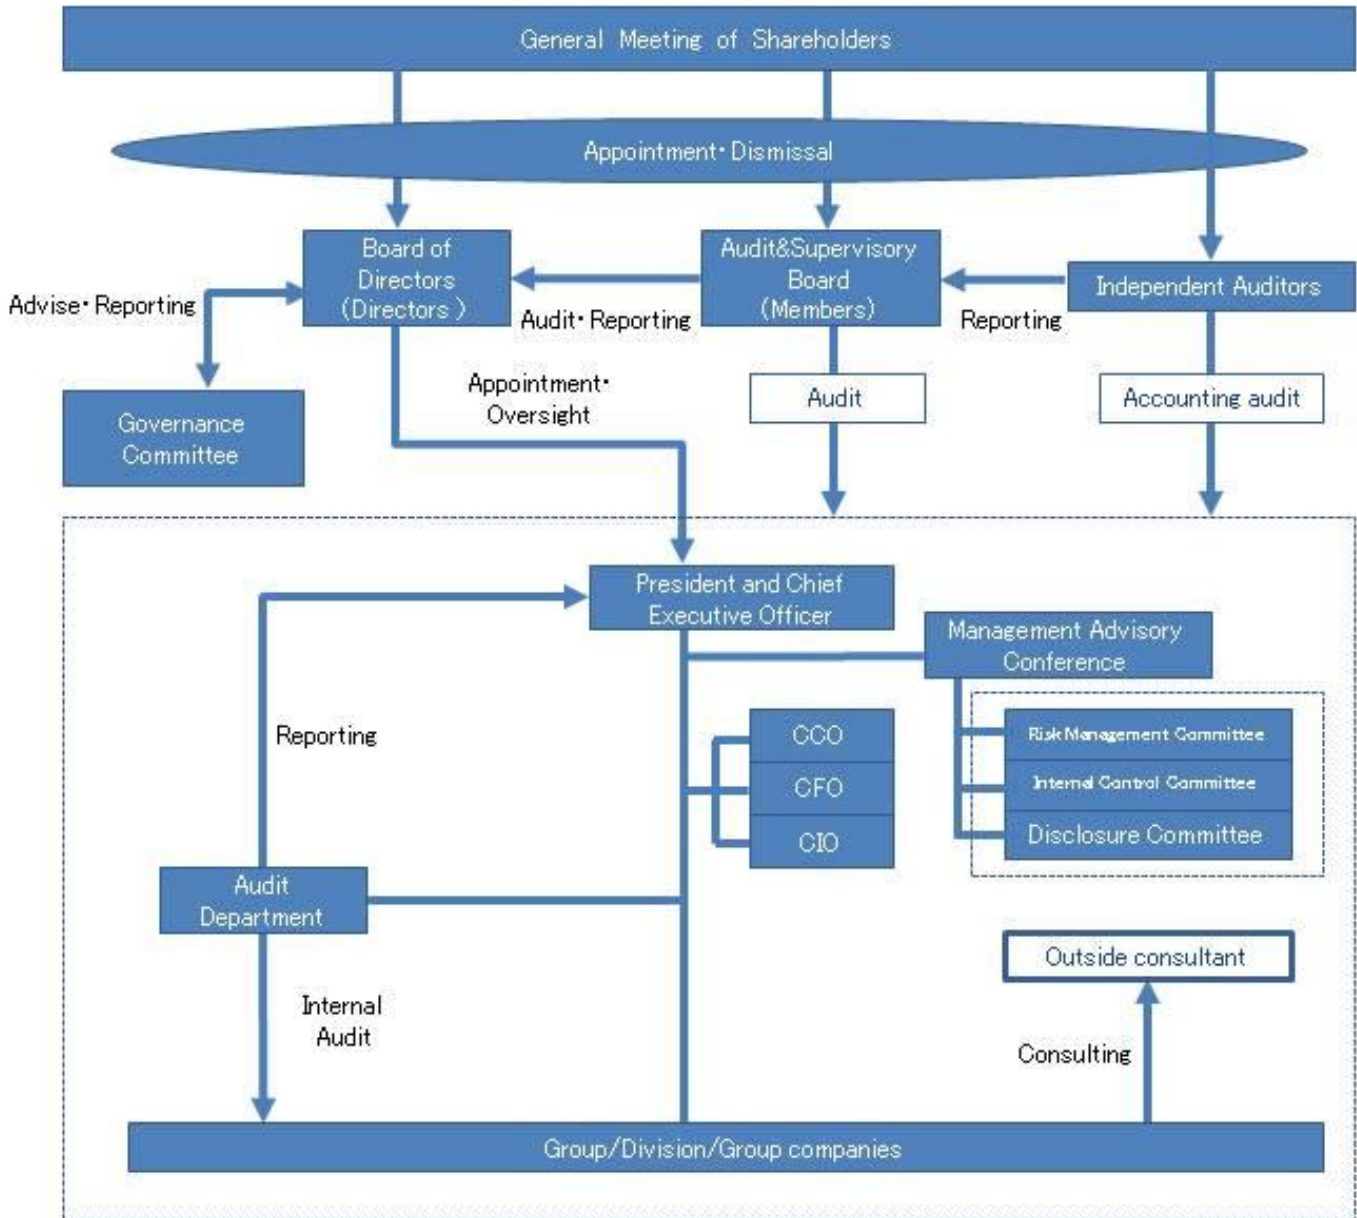 General Meeting of Shareholders
Appointment・Dismissal
Board of
Directors
(Directors )
Audit&Supervisory
Board
(Members)
Independent Auditors
Advise・Reporting
Audit・Reporting
Reporting
Governance
Committee
Appointment・
Oversight
Audit
Accounting audit
President and Chief
Executive Officer
Management Advisory
Conference
Reporting
CCO
CFO
CIO
Risk Management Committee
Internal Control Committee
Disclosure Committee
Audit
Department
Internal
Audit
Outside consultant
Consulting
Group/Division/Group companies